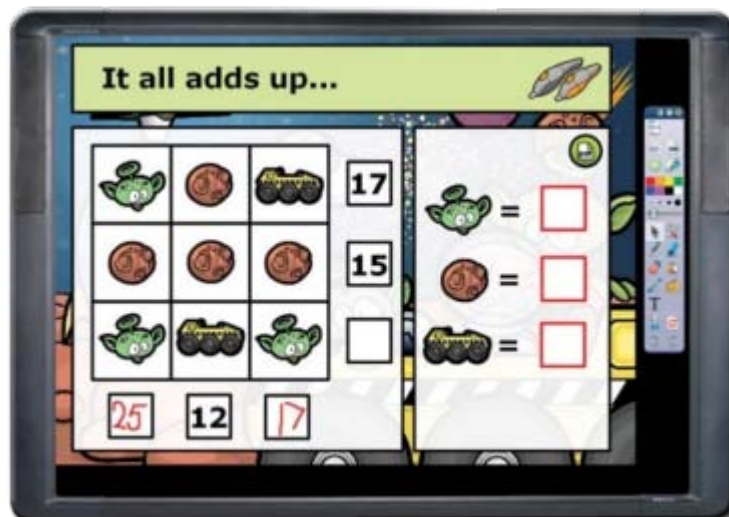 It all adds up...
17
=
15
=
=
25 12 17
T